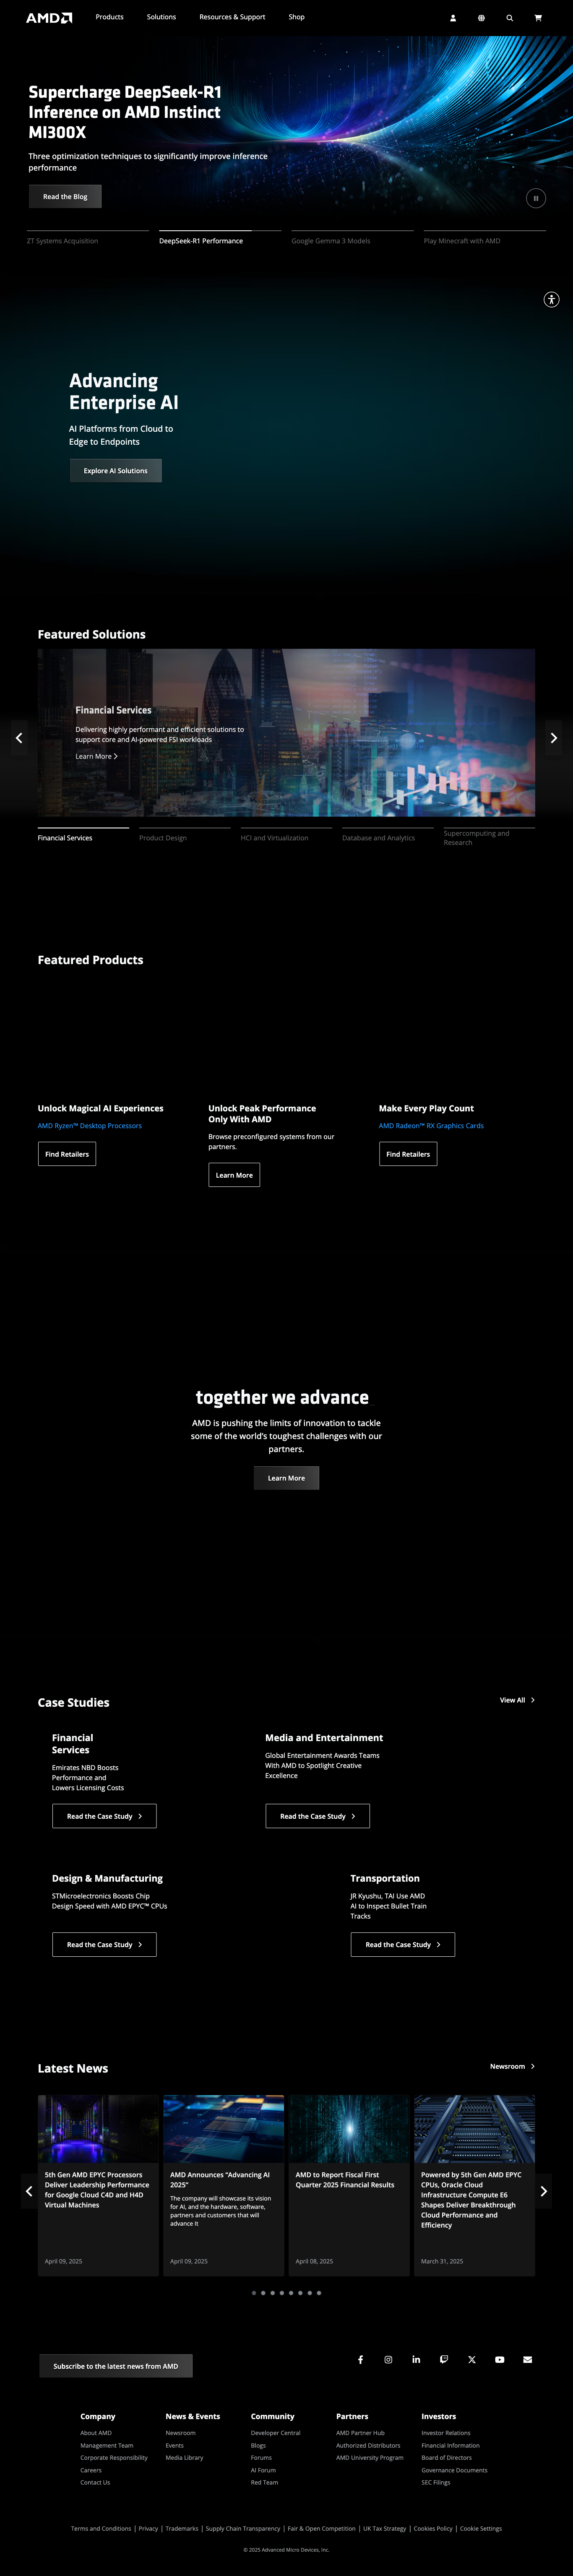 AMD
Products
Solutions
Resources & Support
Shop
Supercharge DeepSeek-R1
Inference on AMD Instinct
MI300X
Three optimization techniques to significantly improve inference
performance
Read the Blog
ZT Systems Acquisition
DeepSeek-R1 Performance
Google Gemma 3 Models
Play Minecraft with AMD
Advancing
Enterprise AI
AI Platforms from Cloud to
Edge to Endpoints
Explore AI Solutions
Featured Solutions
Financial Services
Delivering highly performant and efficient solutions to
support core and AI-powered FSI workloads
Learn More
Financial Services
Product Design
HCI and Virtualization
Database and Analytics
Supercomputing and
Research
Featured Products
Unlock Magical AI Experiences
AMD Ryzen™ Desktop Processors
Find Retailers
Unlock Peak Performance
Only With AMD
Browse preconfigured systems from our
partners.
Learn More
Make Every Play Count
AMD Radeon™ RX Graphics Cards
Find Retailers
together we advance_
AMD is pushing the limits of innovation to tackle
some of the world's toughest challenges with our
partners.
Learn More
Case Studies
View All
Financial
Services
Emirates NBD Boosts
Performance and
Lowers Licensing Costs
Read the Case Study
Media and Entertainment
Global Entertainment Awards Teams
With AMD to Spotlight Creative
Excellence
Read the Case Study
Design & Manufacturing
STMicroelectronics Boosts Chip
Design Speed with AMD EPYC™ CPUs
Read the Case Study
Transportation
JR Kyushu, TAI Use AMD
AI to Inspect Bullet Train
Tracks
Read the Case Study
Latest News
Newsroom
5th Gen AMD EPYC Processors
Deliver Leadership Performance
for Google Cloud C4D and H4D
Virtual Machines
April 09, 2025
AMD Announces “Advancing AI
2025”
The company will showcase its vision
for AI, and the hardware, software,
partners and customers that will
advance it
April 09, 2025
AMD to Report Fiscal First
Quarter 2025 Financial Results
April 08, 2025
Powered by 5th Gen AMD EPYC
CPUs, Oracle Cloud
Infrastructure Compute E6
Shapes Deliver Breakthrough
Cloud Performance and
Efficiency
March 31, 2025
Subscribe to the latest news from AMD
Company
About AMD
Management Team
Corporate Responsibility
Careers
Contact Us
News & Events
Newsroom
Events
Media Library
Community
Developer Central
Blogs
Forums
AI Forum
Red Team
Partners
AMD Partner Hub
Authorized Distributors
AMD University Program
Investors
Investor Relations
Financial Information
Board of Directors
Governance Documents
SEC Filings
Terms and Conditions | Privacy | Trademarks | Supply Chain Transparency | Fair & Open Competition | UK Tax Strategy | Cookies Policy | Cookie Settings
© 2025 Advanced Micro Devices, Inc.